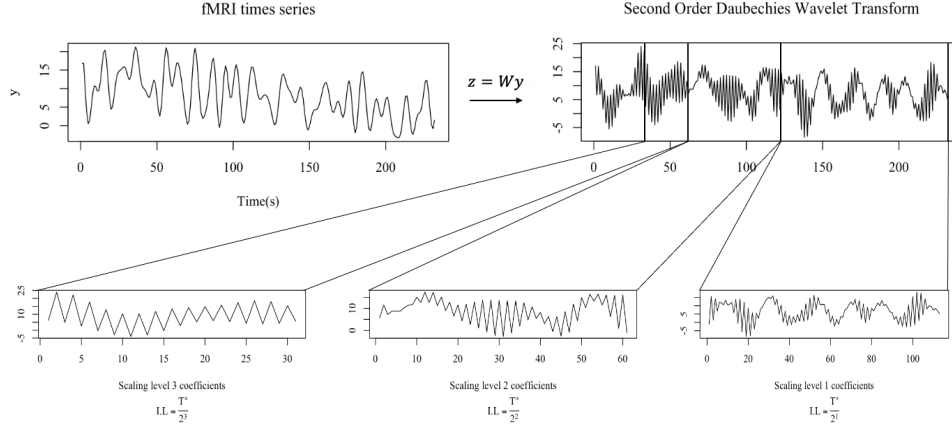 fMRI times series
Second Order Daubechies Wavelet Transform
y
15
5
0
0 50 100 150 200
Time(s)
z = Wy
25
15
5
-5
0 50 100 150 200
25
10
-5
0 5 10 15 20 25 30
Scaling level 3 coefficients
I.L = T*/2³
10
0
0 10 20 30 40 50 60
Scaling level 2 coefficients
I.L = T*/2²
5
-5
0 20 40 60 80 100
Scaling level 1 coefficients
I.L = T*/2¹